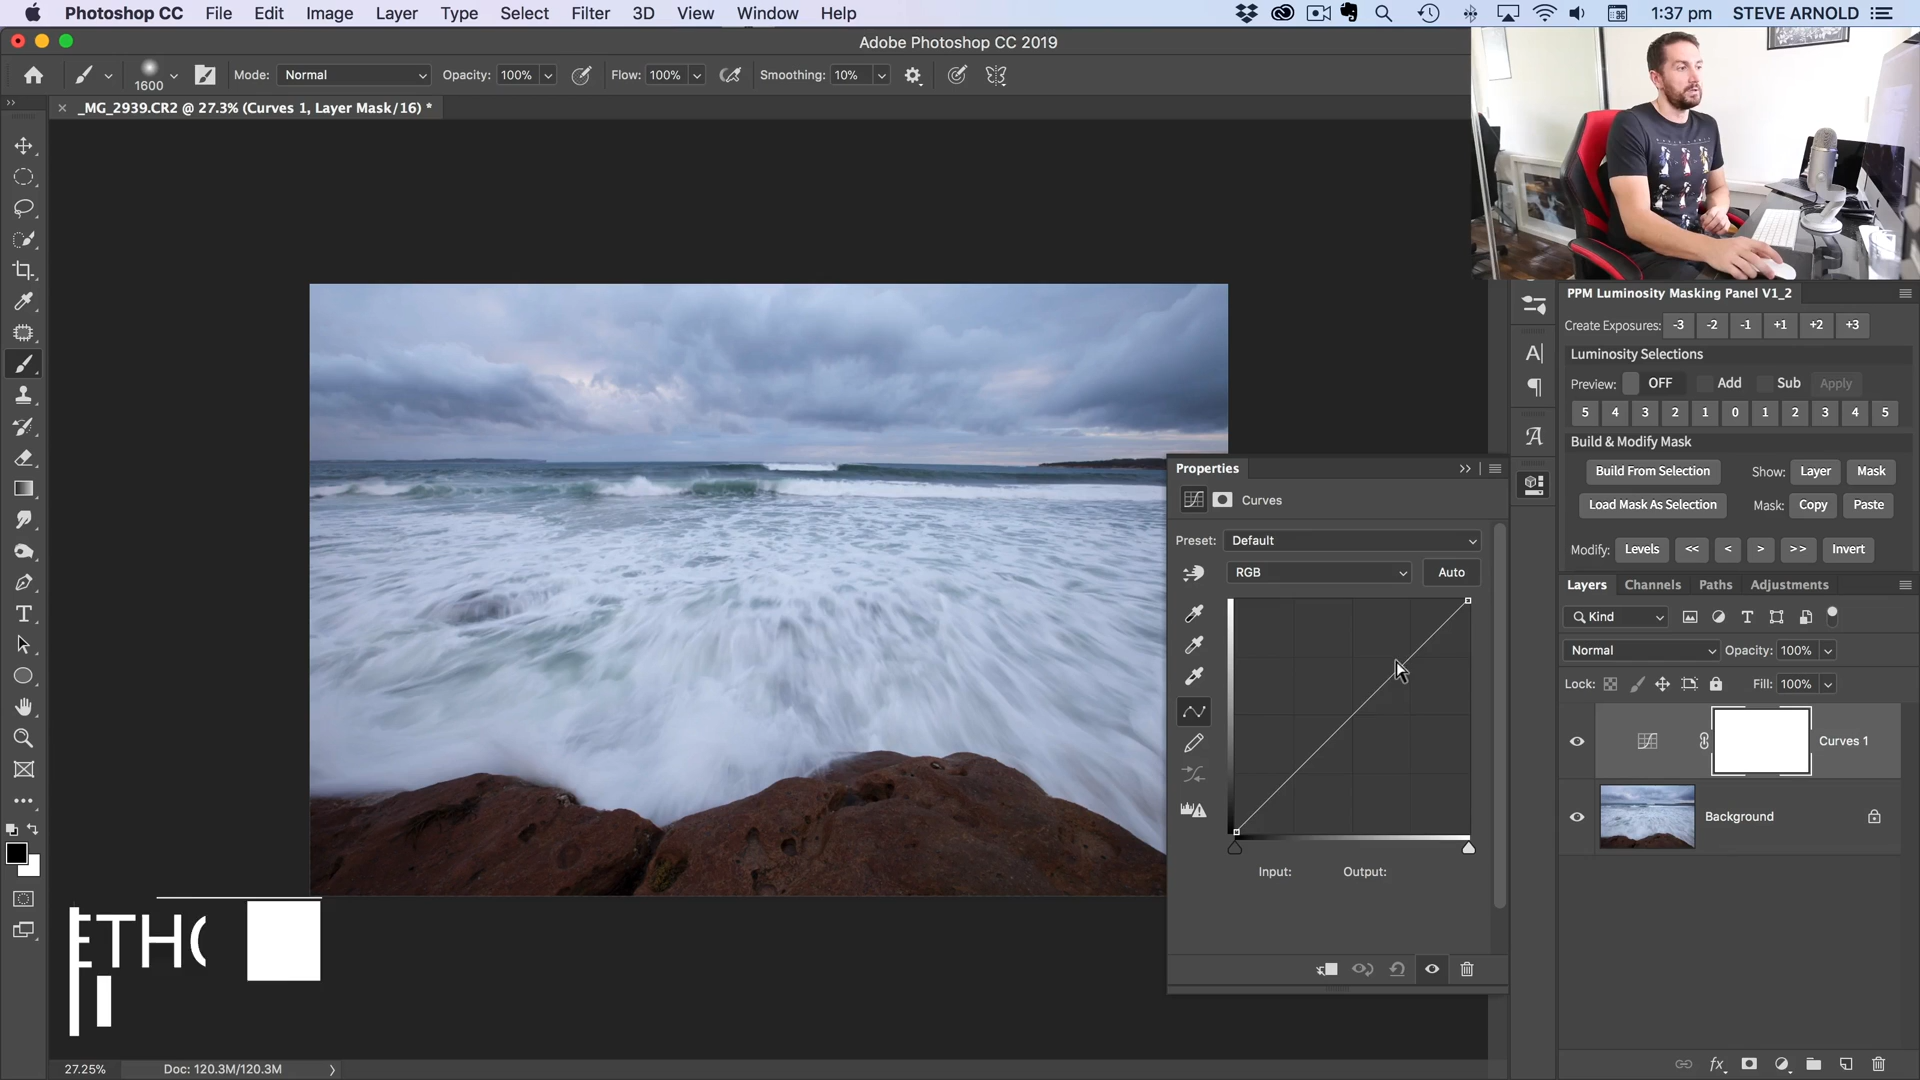 Photoshop CC File Edit Image Layer Type Select Filter 3D View Window Help 1:37 pm STEVE ARNOLD
Adobe Photoshop CC 2019
1600 Mode: Normal Opacity: 100% Flow: 100% Smoothing: 10%
_MG_2939.CR2 @ 27.3% (Curves 1, Layer Mask/16) *
PPM Luminosity Masking Panel V1_2
Create Exposures: -3 -2 -1 +1 +2 +3
Luminosity Selections
Preview: OFF Add Sub Apply
5 4 3 2 1 0 1 2 3 4 5
Build & Modify Mask
Build From Selection Show: Layer Mask
Load Mask As Selection Mask: Copy Paste
Modify: Levels << < > >> Invert
Properties
Curves
Preset: Default
RGB Auto
Input: Output:
Layers Channels Paths Adjustments
Kind
Normal Opacity: 100%
Lock: Fill: 100%
Curves 1
Background
27.25% Doc: 120.3M/120.3M